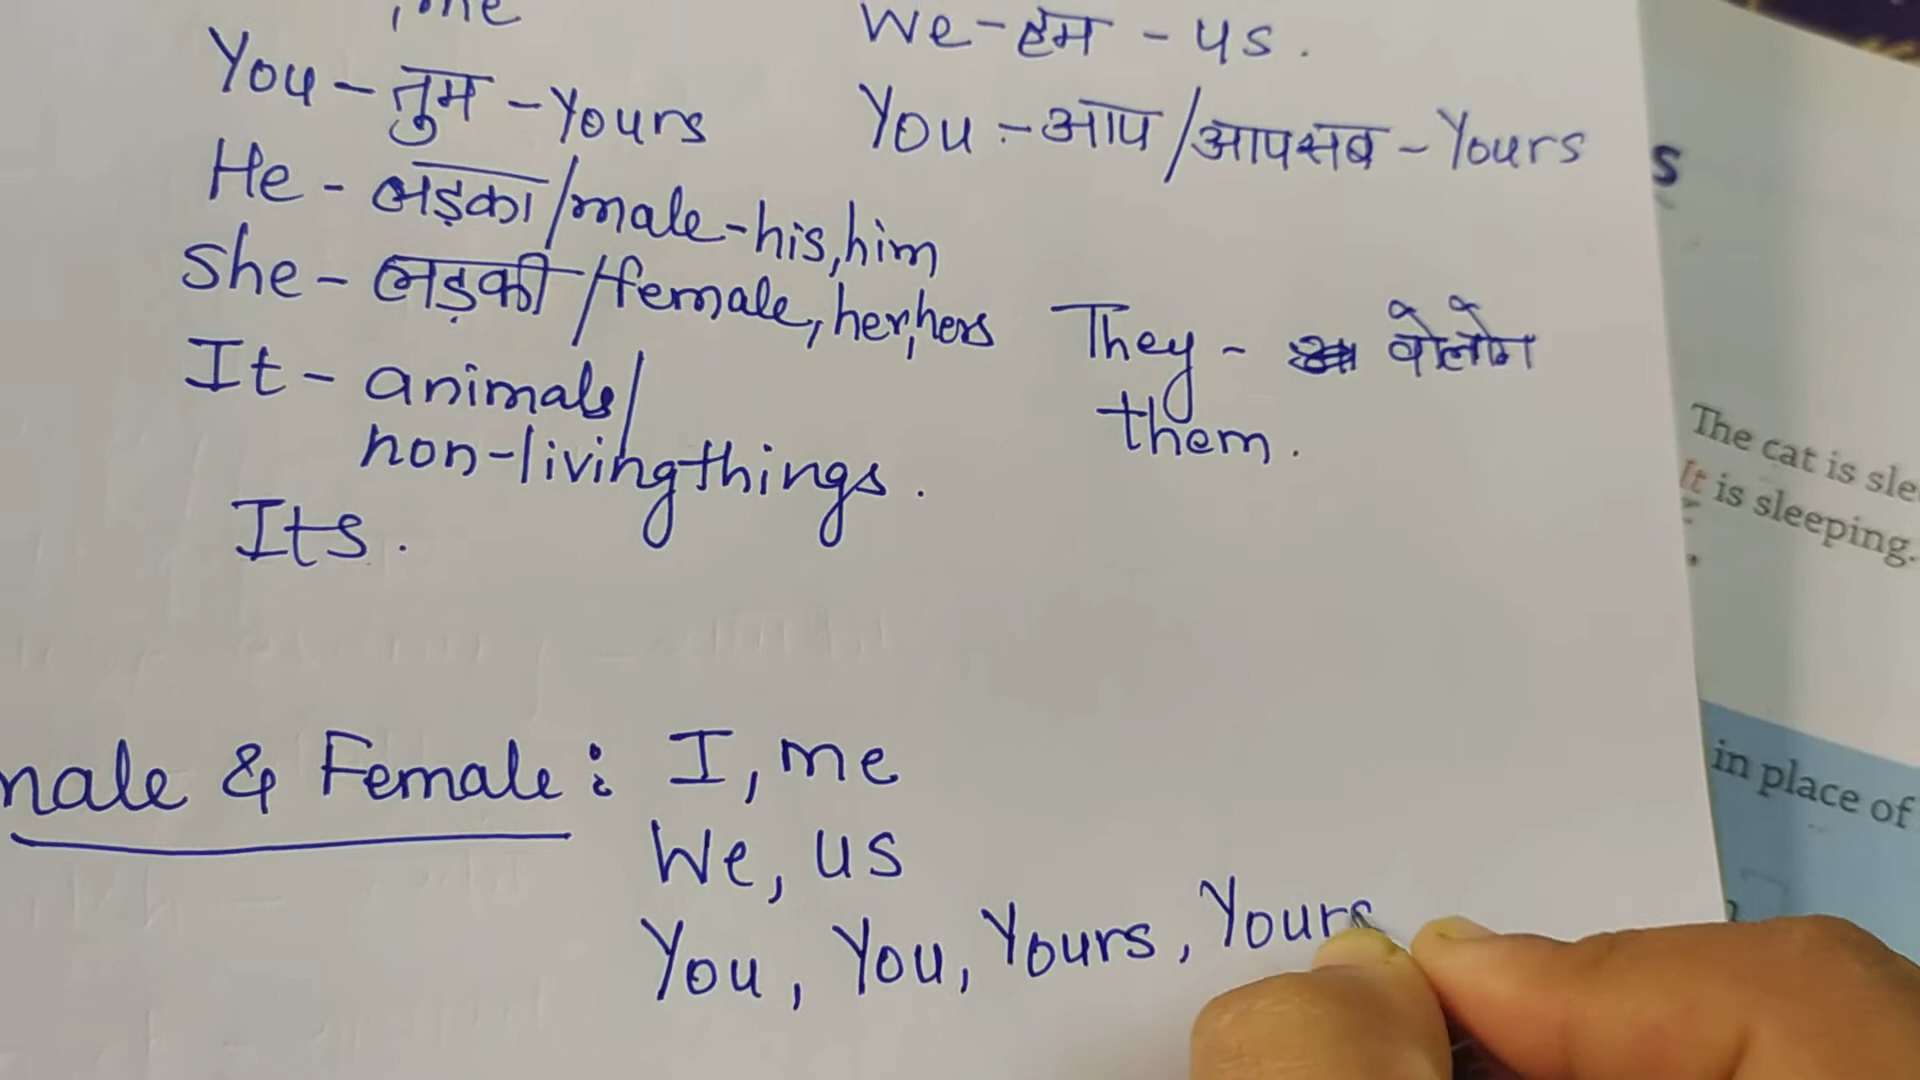 , me
You - तुम - Yours
He - लड़का/male - his, him
She - लड़की/female, her, hers
It - animals/
non-living things.
Its.
We - हम - us.
You - आप/आपसब - Yours
They - वोलोग
them.
male & Female : I, me
We, us
You, You, Yours, Yours
s
The cat is sle
It is sleeping.
in place of